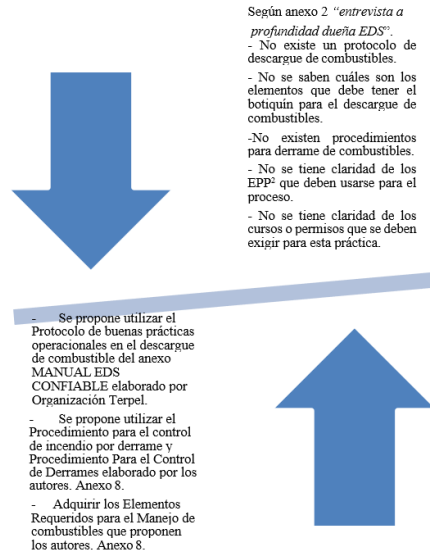 Según anexo 2 “entrevista a
profundidad dueña EDS”.
- No existe un protocolo de
descargue de combustibles.
- No se saben cuáles son los
elementos que debe tener el
botiquín para el descargue de
combustibles.
-No existen procedimientos
para derrame de combustibles.
- No se tiene claridad de los
EPP² que deben usarse para el
proceso.
- No se tiene claridad de los
cursos o permisos que se deben
exigir para esta práctica.
- Se propone utilizar el
Protocolo de buenas prácticas
operacionales en el descargue
de combustible del anexo
MANUAL EDS
CONFIABLE elaborado por
Organización Terpel.
- Se propone utilizar el
Procedimiento para el control
de incendio por derrame y
Procedimiento Para el Control
de Derrames elaborado por los
autores. Anexo 8.
- Adquirir los Elementos
Requeridos para el Manejo de
combustibles que proponen
los autores. Anexo 8.